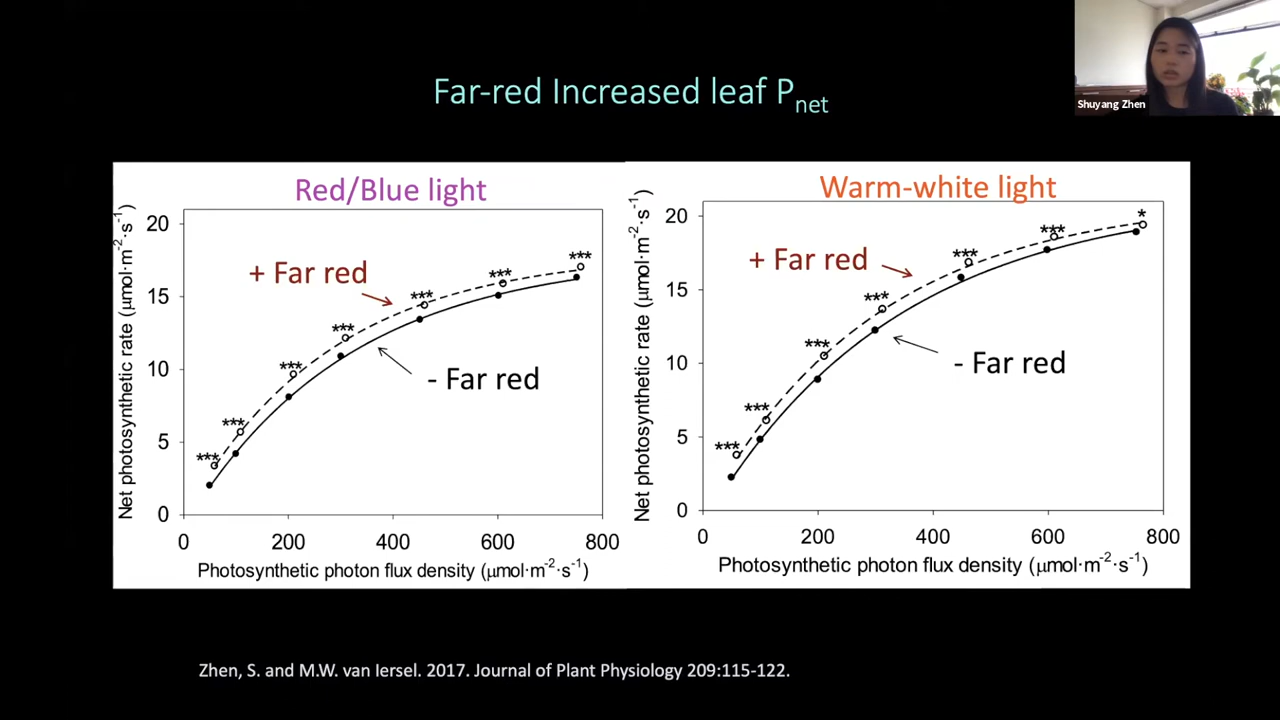 Far-red Increased leaf Pnet
Shuyang Zhen
Red/Blue light
Net photosynthetic rate (µmol·m-2·s-1)
20
15
10
5
0
+ Far red
- Far red
***
***
***
***
***
***
***
0 200 400 600 800
Photosynthetic photon flux density (µmol·m-2·s-1)
Warm-white light
Net photosynthetic rate (µmol·m-2·s-1)
20
15
10
5
0
+ Far red
- Far red
***
***
***
***
***
***
*
0 200 400 600 800
Photosynthetic photon flux density (µmol·m-2·s-1)
Zhen, S. and M.W. van Iersel. 2017. Journal of Plant Physiology 209:115-122.